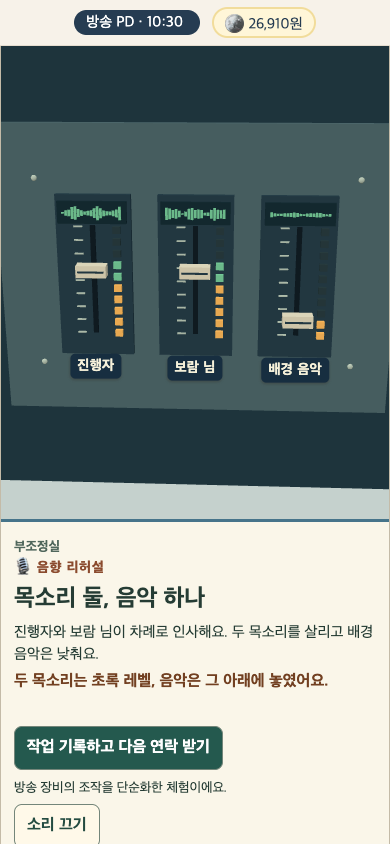 방송 PD · 10:30
26,910원
진행자
보람 님
배경 음악
부조정실
음향 리허설
목소리 둘, 음악 하나
진행자와 보람 님이 차례로 인사해요. 두 목소리를 살리고 배경
음악은 낮춰요.
두 목소리는 초록 레벨, 음악은 그 아래에 놓였어요.
작업 기록하고 다음 연락 받기
방송 장비의 조작을 단순화한 체험이에요.
소리 끄기